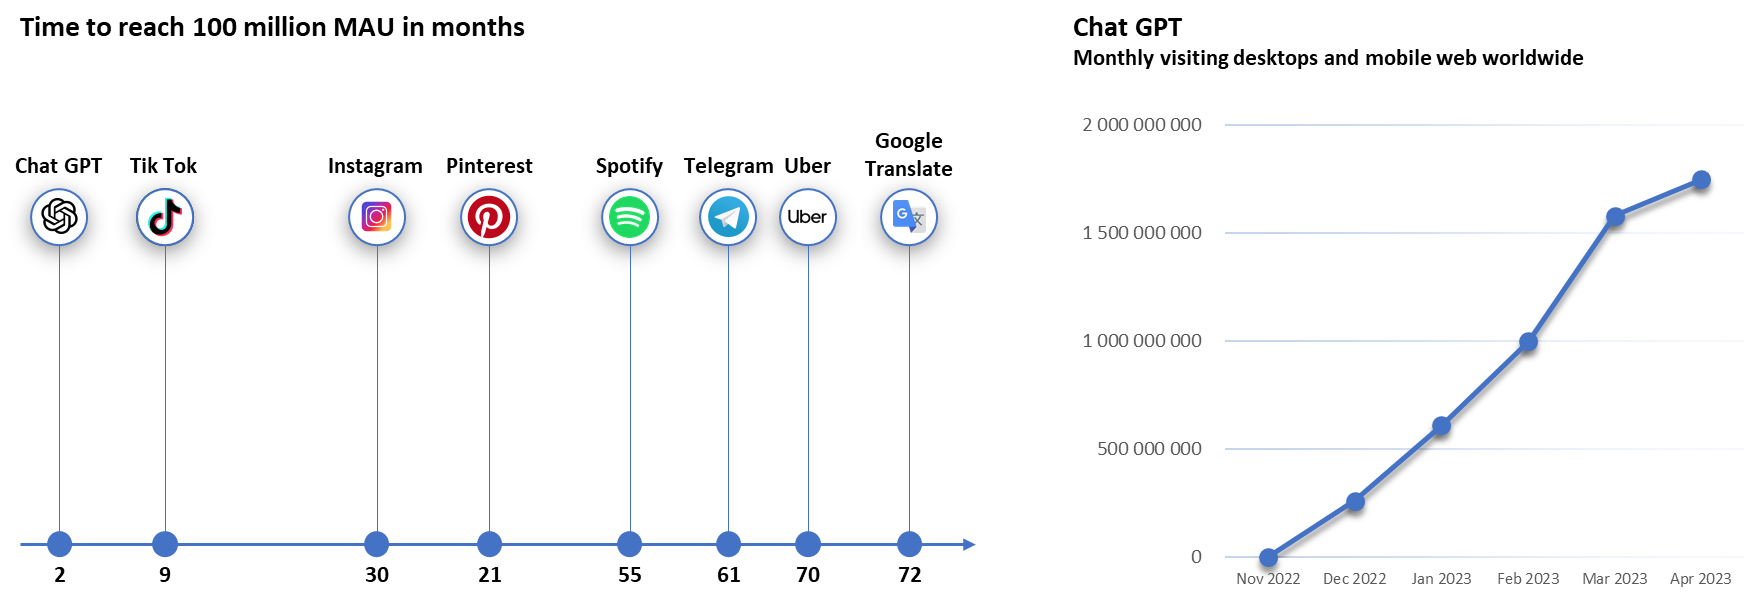 Time to reach 100 million MAU in months
Chat GPT
Tik Tok
Instagram
Pinterest
Spotify
Telegram
Uber
Google
Translate
Uber
G
文
2
9
30
21
55
61
70
72
Chat GPT
Monthly visiting desktops and mobile web worldwide
2 000 000 000
1 500 000 000
1 000 000 000
500 000 000
0
Nov 2022
Dec 2022
Jan 2023
Feb 2023
Mar 2023
Apr 2023